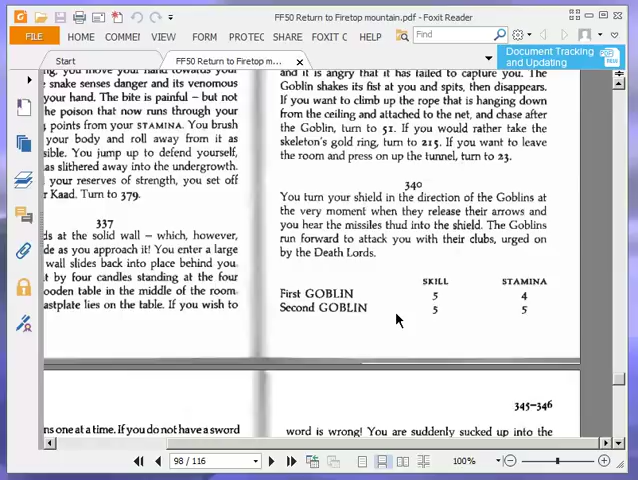 FF50 Return to Firetop mountain.pdf - Foxit Reader
FILE
HOME
COMMEI
VIEW
FORM
PROTEC
SHARE
FOXIT C
HELP
Find
Start
FF50 Return to Firetop m...
Document Tracking
and Updating
snake senses danger and its venomous
your hand. The bite is painful – but not
he poison that now runs through your
points from your STAMINA. You brush
your body and roll away from it as
sible. You jump up to defend yourself,
as slithered away into the undergrowth.
your reserves of strength, you set off
r Kaad. Turn to 379.
337
ds at the solid wall – which, however,
de as you approach it! You enter a large
wall slides back into place behind you.
t by four candles standing at the four
ooden table in the middle of the room.
astplate lies on the table. If you wish to
and it is angry that it has failed to capture you. The
Goblin shakes its fist at you and spits, then disappears.
If you want to climb up the rope that is hanging down
from the ceiling and attached to the net, and chase after
the Goblin, turn to 51. If you would rather take the
skeleton's gold ring, turn to 215. If you want to leave
the room and press on up the tunnel, turn to 23.
340
You turn your shield in the direction of the Goblins at
the very moment when they release their arrows and
you hear the missiles thud into the shield. The Goblins
run forward to attack you with their clubs, urged on
by the Death Lords.
SKILL STAMINA
First GOBLIN 5 4
Second GOBLIN 5 5
345–346
ns one at a time. If you do not have a sword
word is wrong! You are suddenly sucked up into the
98 / 116
100%